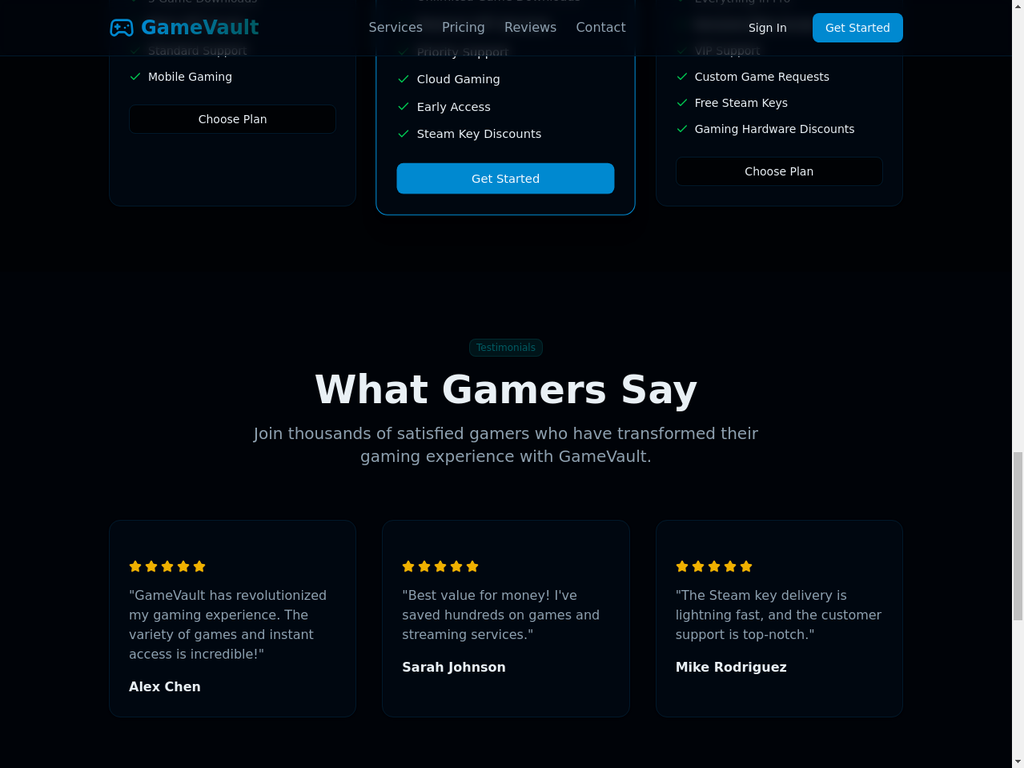 GameVault
Services
Pricing
Reviews
Contact
Sign In
Get Started
Standard Support
Mobile Gaming
Choose Plan
Priority Support
Cloud Gaming
Early Access
Steam Key Discounts
Get Started
VIP Support
Custom Game Requests
Free Steam Keys
Gaming Hardware Discounts
Choose Plan
Testimonials
What Gamers Say
Join thousands of satisfied gamers who have transformed their
gaming experience with GameVault.
"GameVault has revolutionized
my gaming experience. The
variety of games and instant
access is incredible!"
Alex Chen
"Best value for money! I've
saved hundreds on games and
streaming services."
Sarah Johnson
"The Steam key delivery is
lightning fast, and the customer
support is top-notch."
Mike Rodriguez